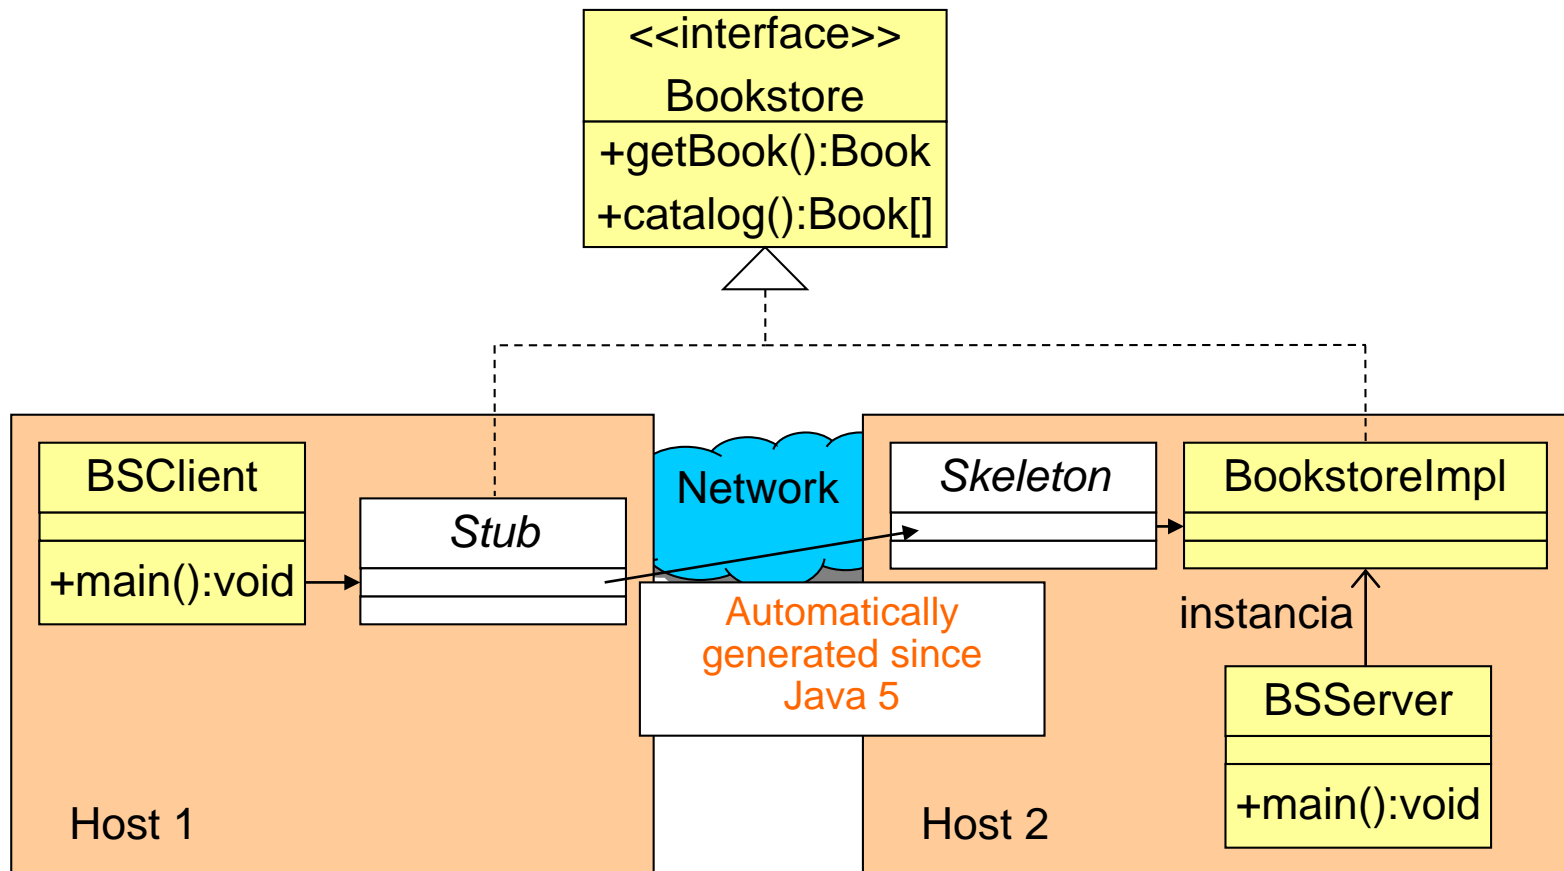 <<interface>>
Bookstore
+getBook():Book
+catalog():Book[]
BSClient
+main():void
Stub
Network
Automatically
generated since
Java 5
Host 1
Skeleton
BookstoreImpl
instancia
BSServer
+main():void
Host 2